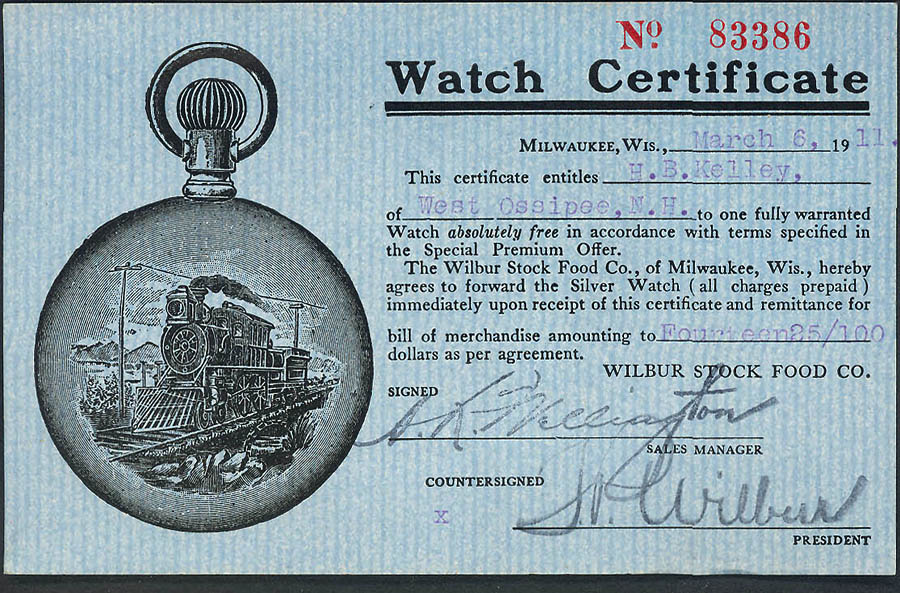 Nº 83386
Watch Certificate
MILWAUKEE, WIS., March 6, 1911.
This certificate entitles H.B.Kelley,
of West Ossipee, N.H. to one fully warranted
Watch absolutely free in accordance with terms specified in
the Special Premium Offer.
The Wilbur Stock Food Co., of Milwaukee, Wis., hereby
agrees to forward the Silver Watch ( all charges prepaid )
immediately upon receipt of this certificate and remittance for
bill of merchandise amounting to Fourteen25/100
dollars as per agreement.
WILBUR STOCK FOOD CO.
SIGNED
Wellington
SALES MANAGER
COUNTERSIGNED
X
Wilbur
PRESIDENT